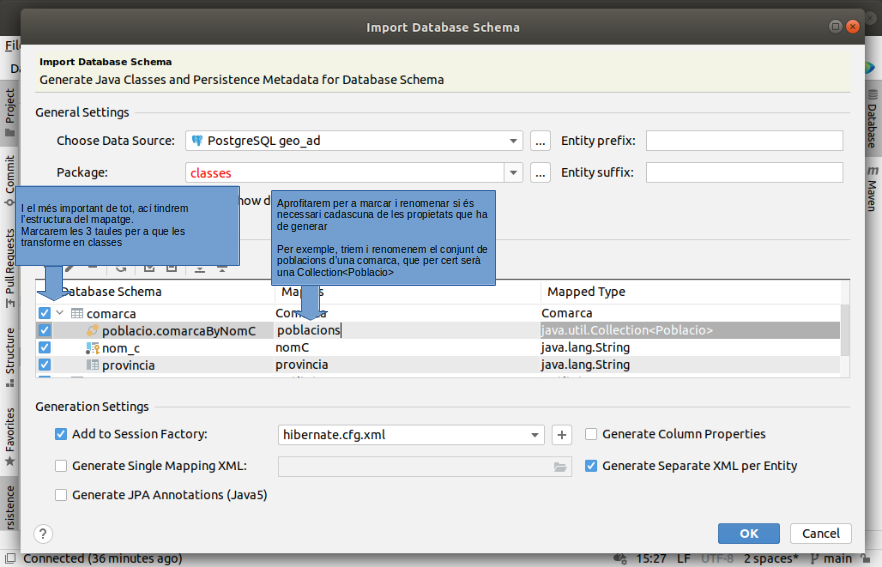 Import Database Schema
File
Import Database Schema
Generate Java Classes and Persistence Metadata for Database Schema
General Settings
Choose Data Source:
PostgreSQL geo_ad
...
Entity prefix:
Package:
classes
...
Entity suffix:
I el més important de tot, ací tindrem
l'estructura del mapatge.
Marcarem les 3 taules per a que les
transforme en classes
Aprofitarem per a marcar i renomenar si és
necessari cadascuna de les propietats que ha
de generar
Per exemple, triem i renomenem el conjunt de
poblacions d'una comarca, que per cert serà
una Collection<Poblacio>
Database Schema
Mapped Type
comarca
Comarca
Comarca
poblacio.comarcaByNomC
poblacions
java.util.Collection<Poblacio>
nom_c
nomC
java.lang.String
provincia
provincia
java.lang.String
Generation Settings
Add to Session Factory:
hibernate.cfg.xml
+
Generate Column Properties
Generate Single Mapping XML:
Generate Separate XML per Entity
Generate JPA Annotations (Java5)
?
OK
Cancel
Project
Commit
Pull Requests
Structure
Favorites
rsistence
Database
m
Maven
Connected (36 minutes ago)
15:27
LF
UTF-8
2 spaces*
main